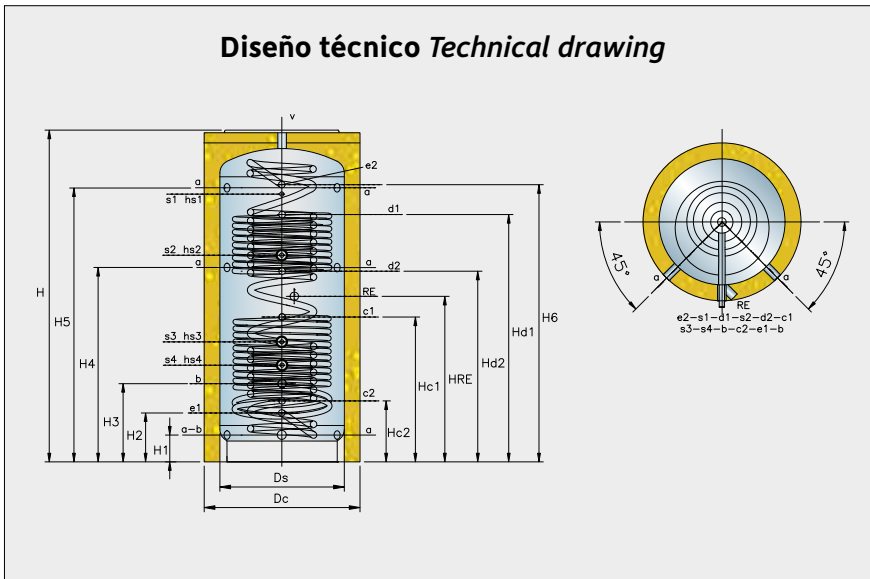 Diseño técnico Technical drawing
v
e2
a
a
s1 hs1
d1
s2 hs2
a
a
d2
RE
c1
s3 hs3
s4 hs4
b
c2
e1
a-b
a
H
H5
H4
H3
H2
H1
Hc2
Hc1
HRE
Hd2
Hd1
H6
Ds
Dc
45°
45°
a
a
RE
e2-s1-d1-s2-d2-c1
s3-s4-b-c2-e1-b